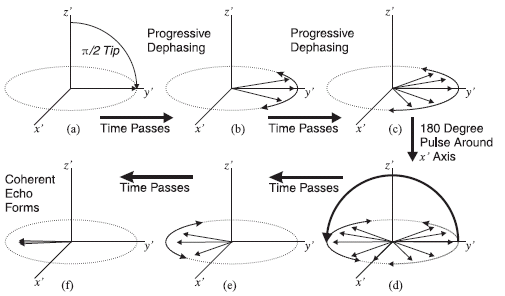 z'
π/2 Tip
y'
x'
(a)
Time Passes
Progressive
Dephasing
z'
y'
x'
(b)
Time Passes
Progressive
Dephasing
z'
y'
x'
(c)
180 Degree
Pulse Around
x' Axis
Coherent
Echo
Forms
z'
y'
x'
(f)
Time Passes
z'
y'
x'
(e)
Time Passes
z'
y'
x'
(d)